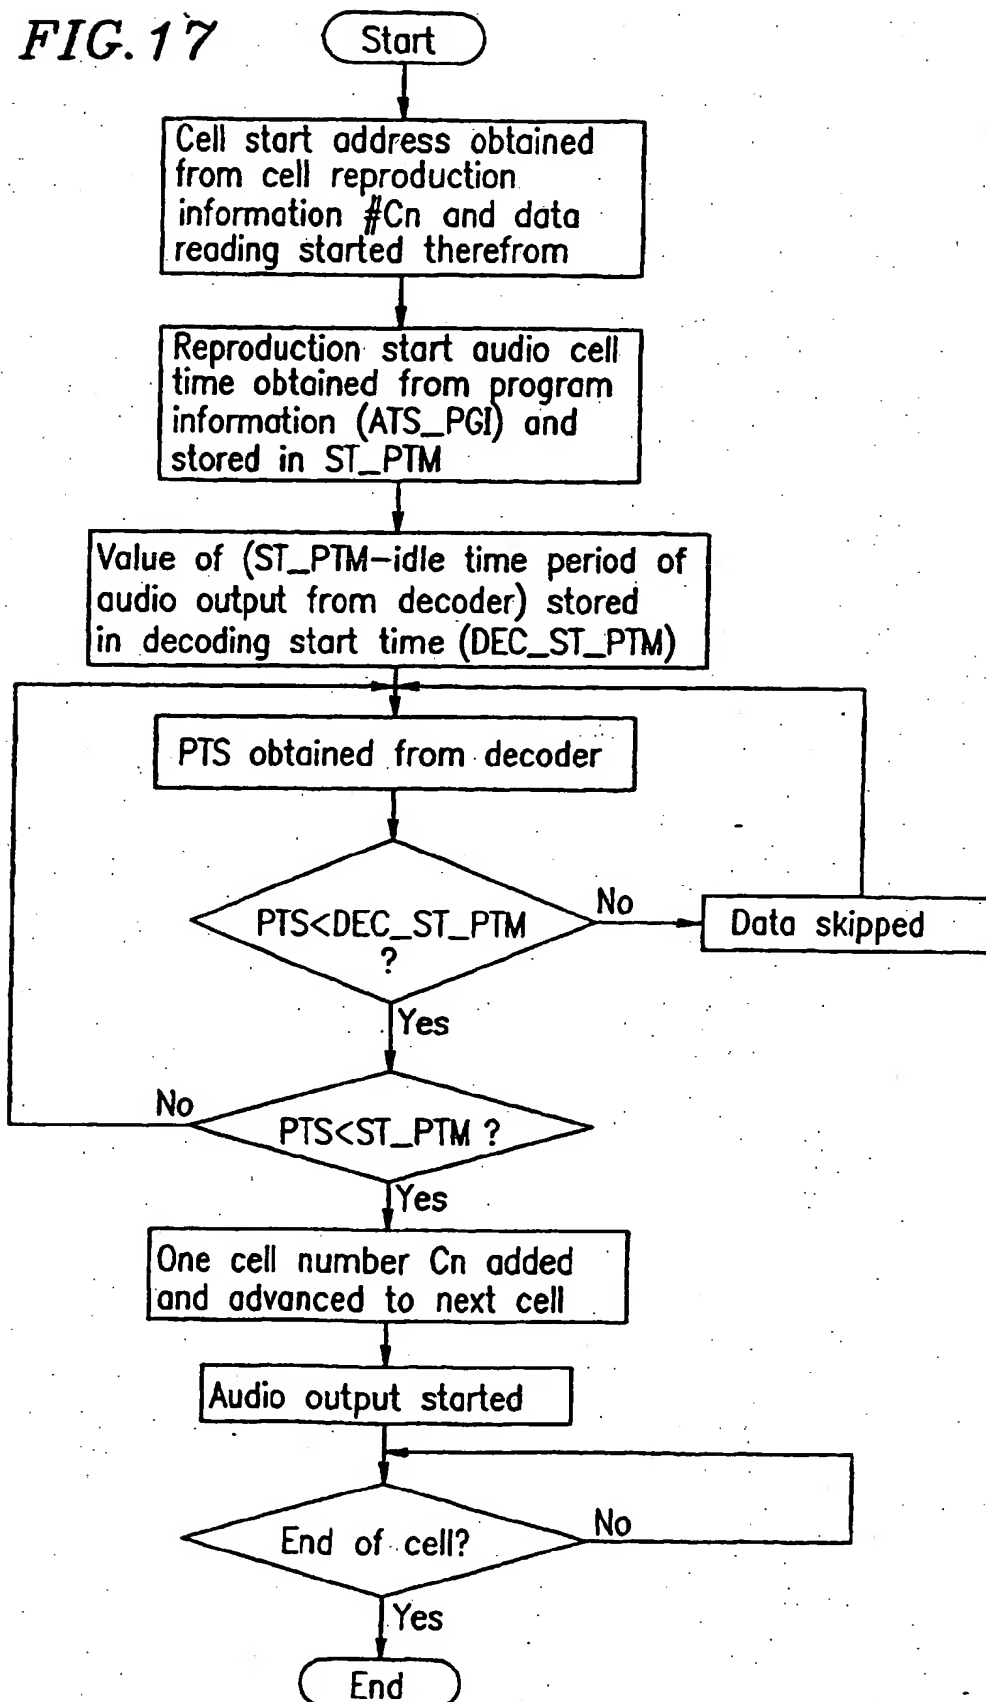 FIG. 17
Start
Cell start address obtained
from cell reproduction
information #Cn and data
reading started therefrom
Reproduction start audio cell
time obtained from program
information (ATS_PGI) and
stored in ST_PTM
Value of (ST_PTM-idle time period of
audio output from decoder) stored
in decoding start time (DEC_ST_PTM)
PTS obtained from decoder
PTS<DEC_ST_PTM
?
No
Data skipped
Yes
No
PTS<ST_PTM ?
Yes
One cell number Cn added
and advanced to next cell
Audio output started
End of cell?
No
Yes
End